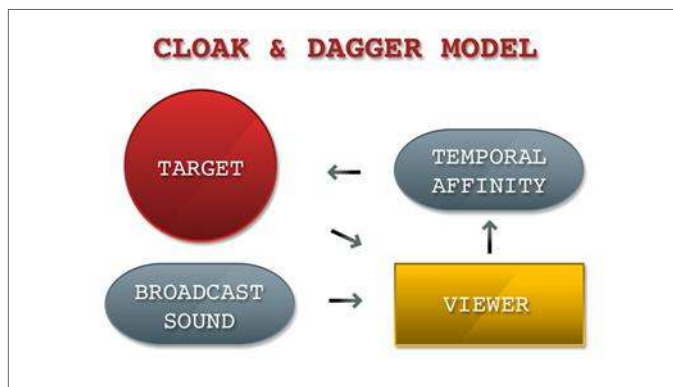 CLOAK & DAGGER MODEL
TARGET
TEMPORAL
AFFINITY
BROADCAST
SOUND
VIEWER